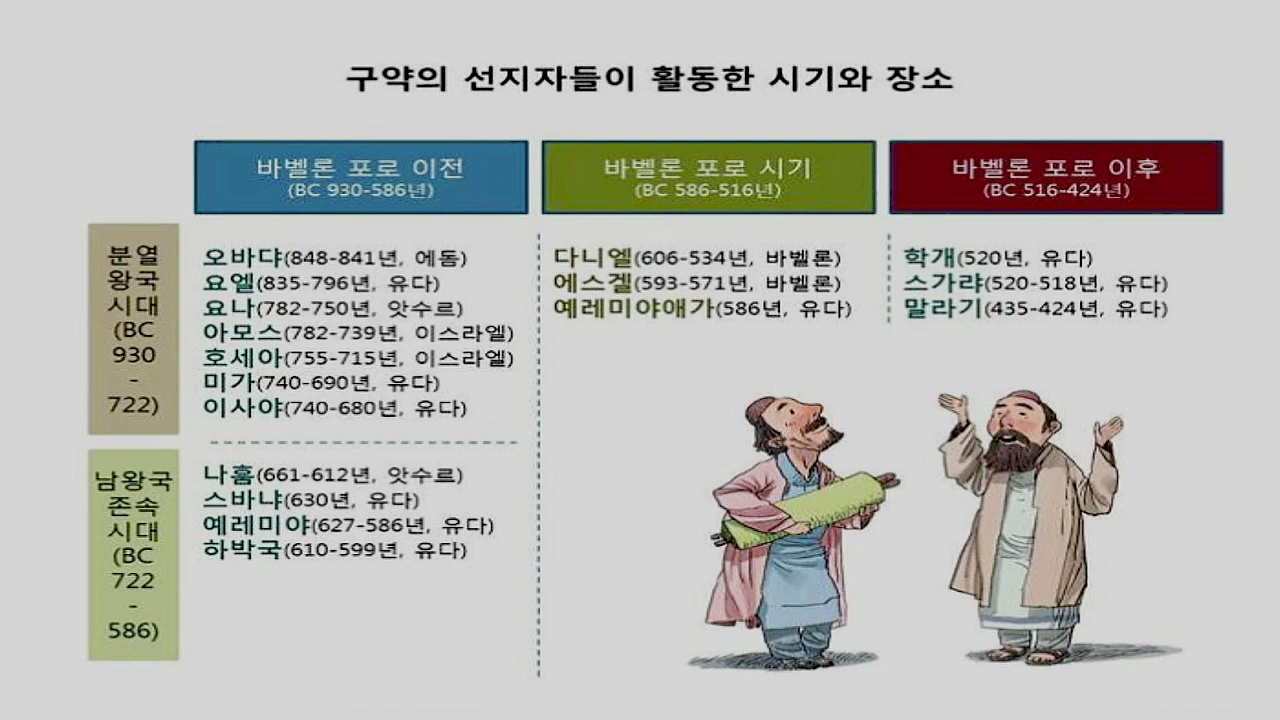 구약의 선지자들이 활동한 시기와 장소
바벨론 포로 이전
(BC 930-586년)
바벨론 포로 시기
(BC 586-516년)
바벨론 포로 이후
(BC 516-424년)
분열
왕국
시대
(BC
930
-
722)
오바댜(848-841년, 에돔)
요엘(835-796년, 유다)
요나(782-750년, 앗수르)
아모스(782-739년, 이스라엘)
호세아(755-715년, 이스라엘)
미가(740-690년, 유다)
이사야(740-680년, 유다)
다니엘(606-534년, 바벨론)
에스겔(593-571년, 바벨론)
예레미야애가(586년, 유다)
학개(520년, 유다)
스가랴(520-518년, 유다)
말라기(435-424년, 유다)
남왕국
존속
시대
(BC
722
-
586)
나훔(661-612년, 앗수르)
스바냐(630년, 유다)
예레미야(627-586년, 유다)
하박국(610-599년, 유다)